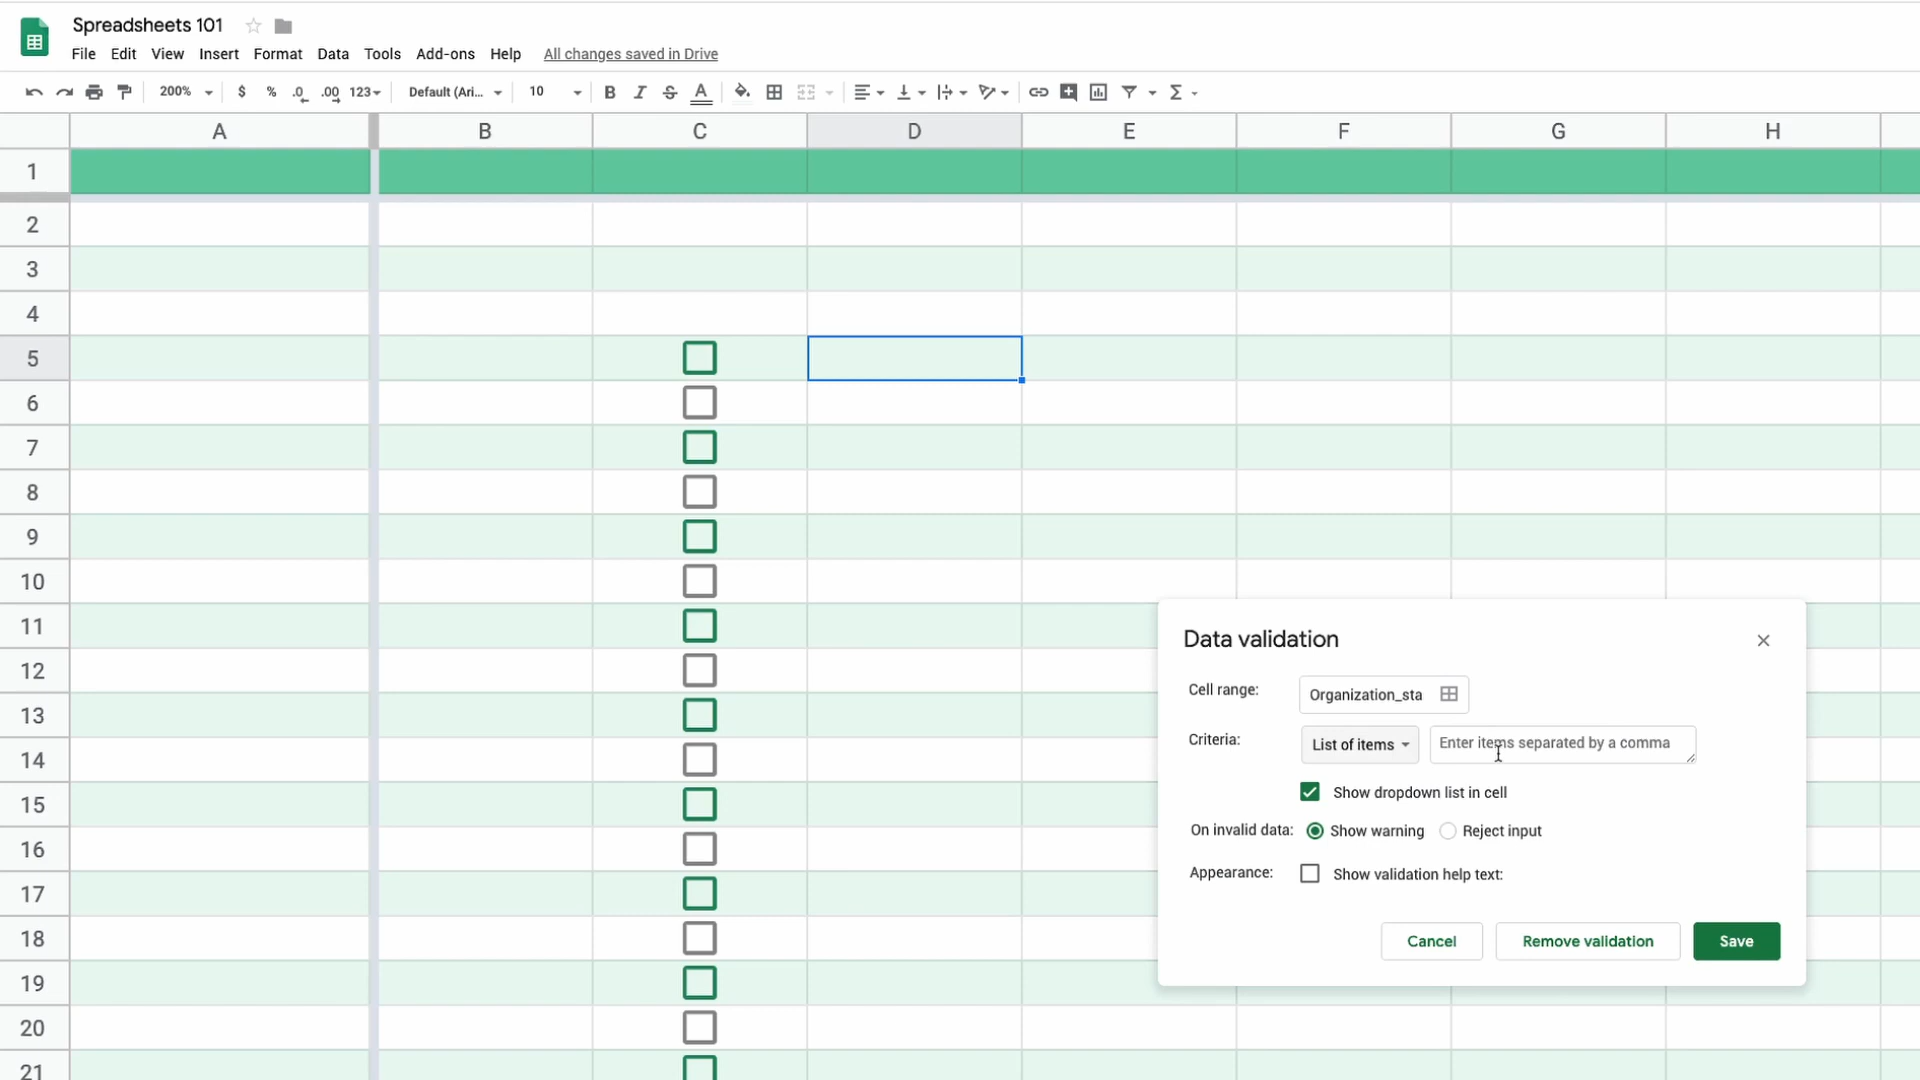 Spreadsheets 101
File Edit View Insert Format Data Tools Add-ons Help All changes saved in Drive
200% $ % .0 .00 123 Default (Ari... 10 B I S A Σ
A B C D E F G H
1
2
3
4
5
6
7
8
9
10
11
12
13
14
15
16
17
18
19
20
21
Data validation
Cell range: Organization_sta
Criteria: List of items Enter items separated by a comma
Show dropdown list in cell
On invalid data: Show warning Reject input
Appearance: Show validation help text:
Cancel Remove validation Save